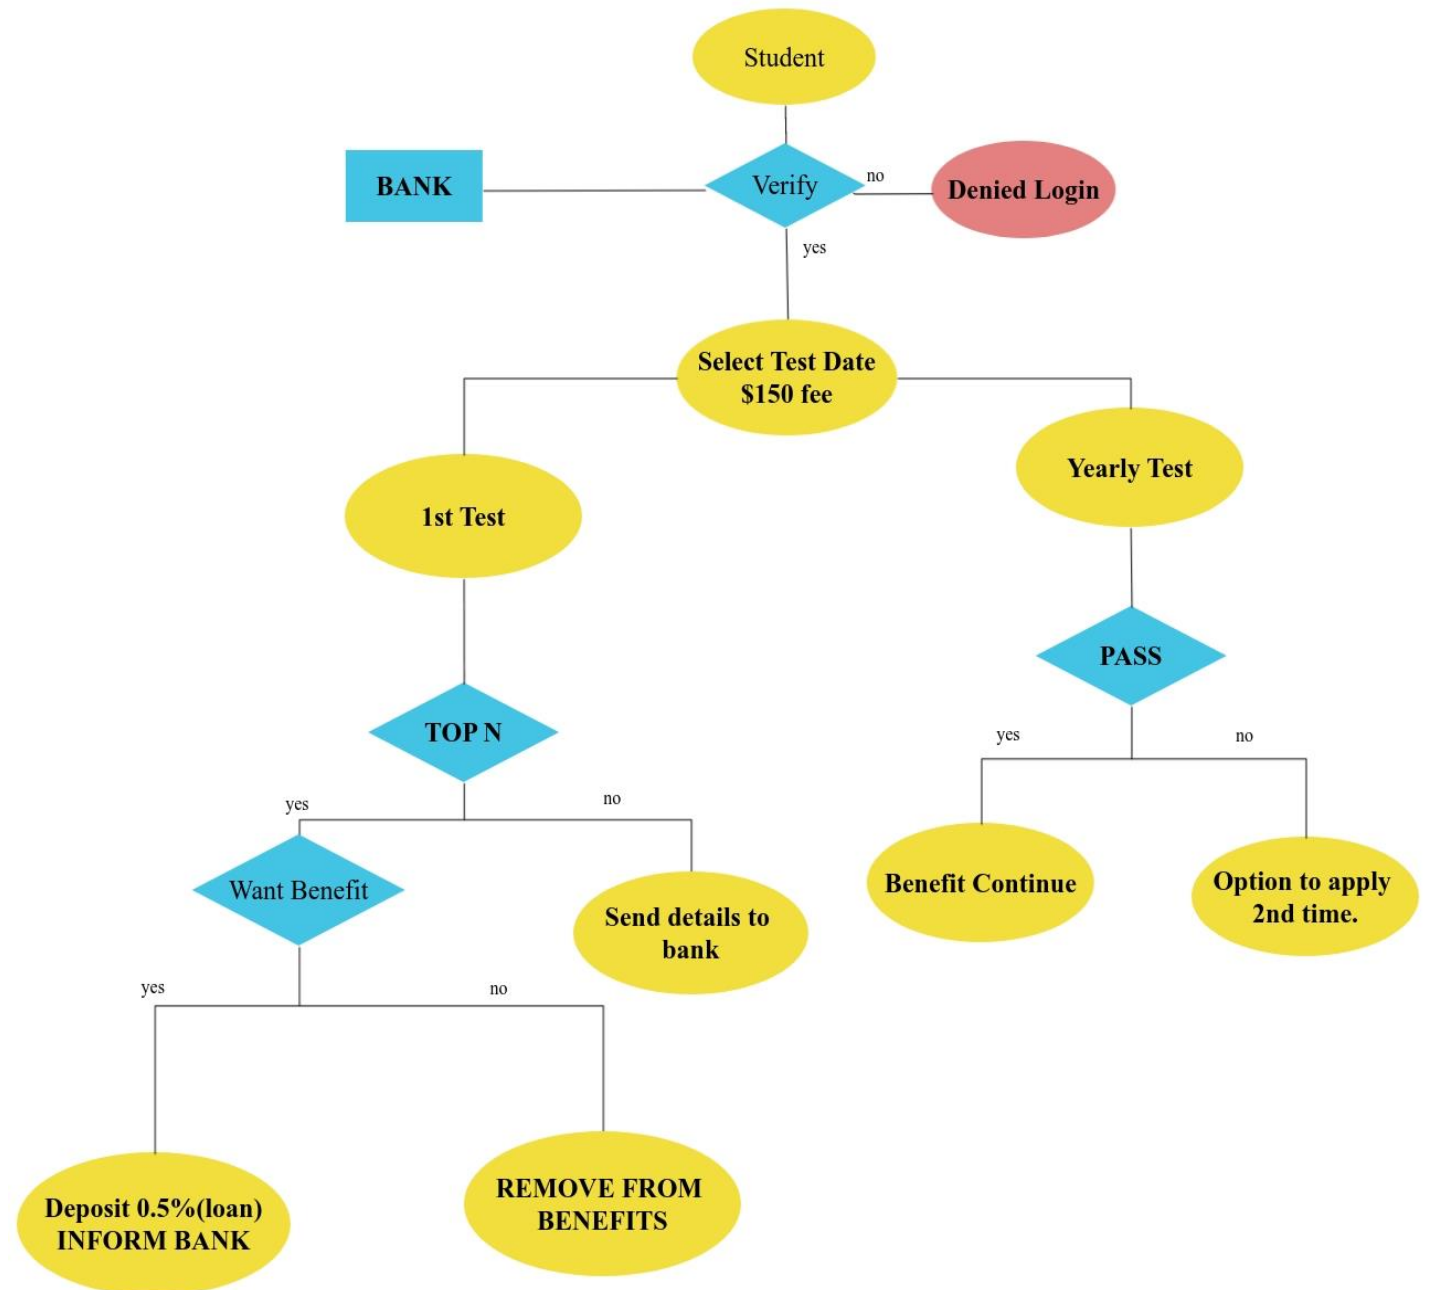 Student
BANK
Verify
no
Denied Login
yes
Select Test Date
$150 fee
1st Test
Yearly Test
PASS
TOP N
yes
no
yes
no
Want Benefit
Send details to
bank
Benefit Continue
Option to apply
2nd time.
yes
no
Deposit 0.5%(loan)
INFORM BANK
REMOVE FROM
BENEFITS